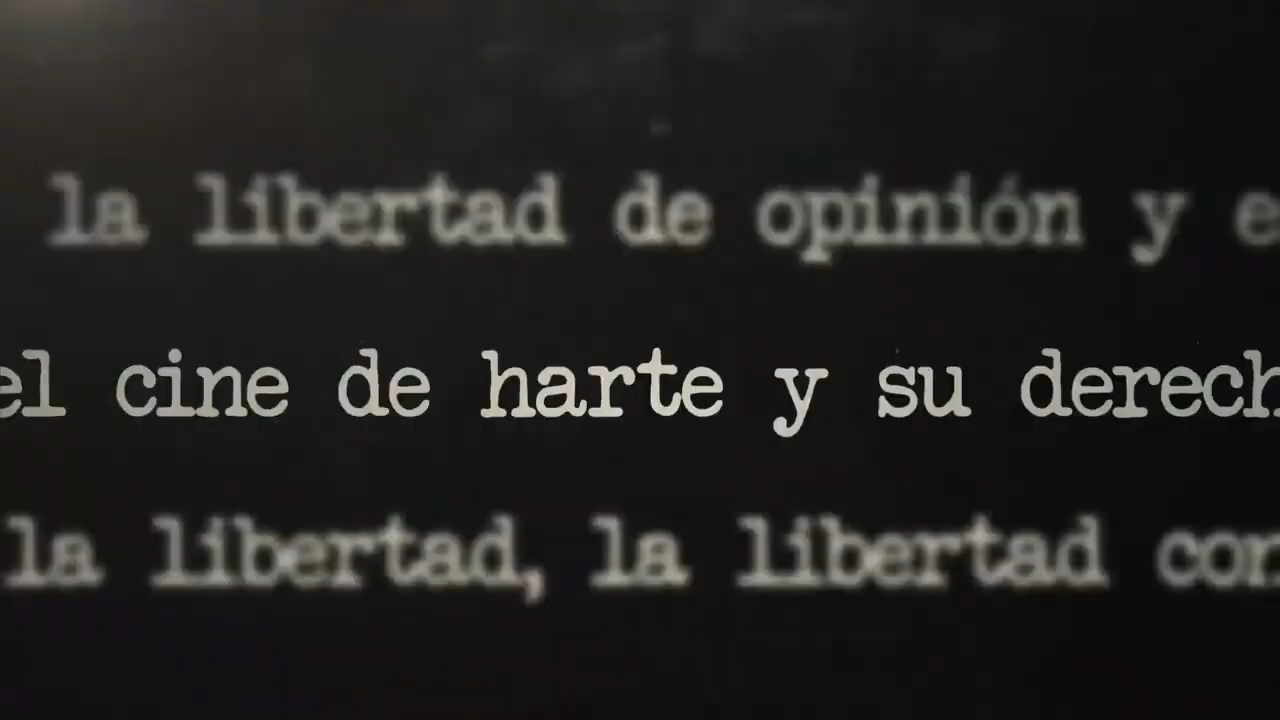 la libertad de opinión y e
el cine de harte y su derech
la libertad, la libertad con